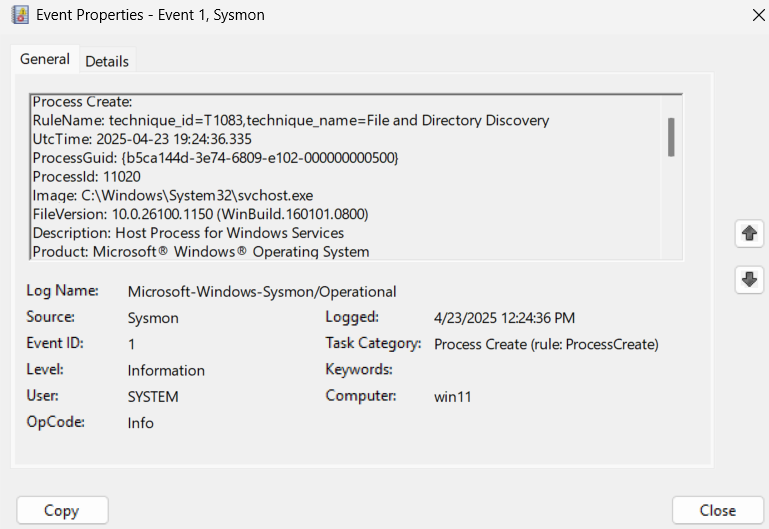 Event Properties - Event 1, Sysmon
General
Details
Process Create:
RuleName: technique_id=T1083,technique_name=File and Directory Discovery
UtcTime: 2025-04-23 19:24:36.335
ProcessGuid: {b5ca144d-3e74-6809-e102-000000000500}
ProcessId: 11020
Image: C:\Windows\System32\svchost.exe
FileVersion: 10.0.26100.1150 (WinBuild.160101.0800)
Description: Host Process for Windows Services
Product: Microsoft® Windows® Operating System
Log Name: Microsoft-Windows-Sysmon/Operational
Source: Sysmon Logged: 4/23/2025 12:24:36 PM
Event ID: 1 Task Category: Process Create (rule: ProcessCreate)
Level: Information Keywords:
User: SYSTEM Computer: win11
OpCode: Info
Copy
Close